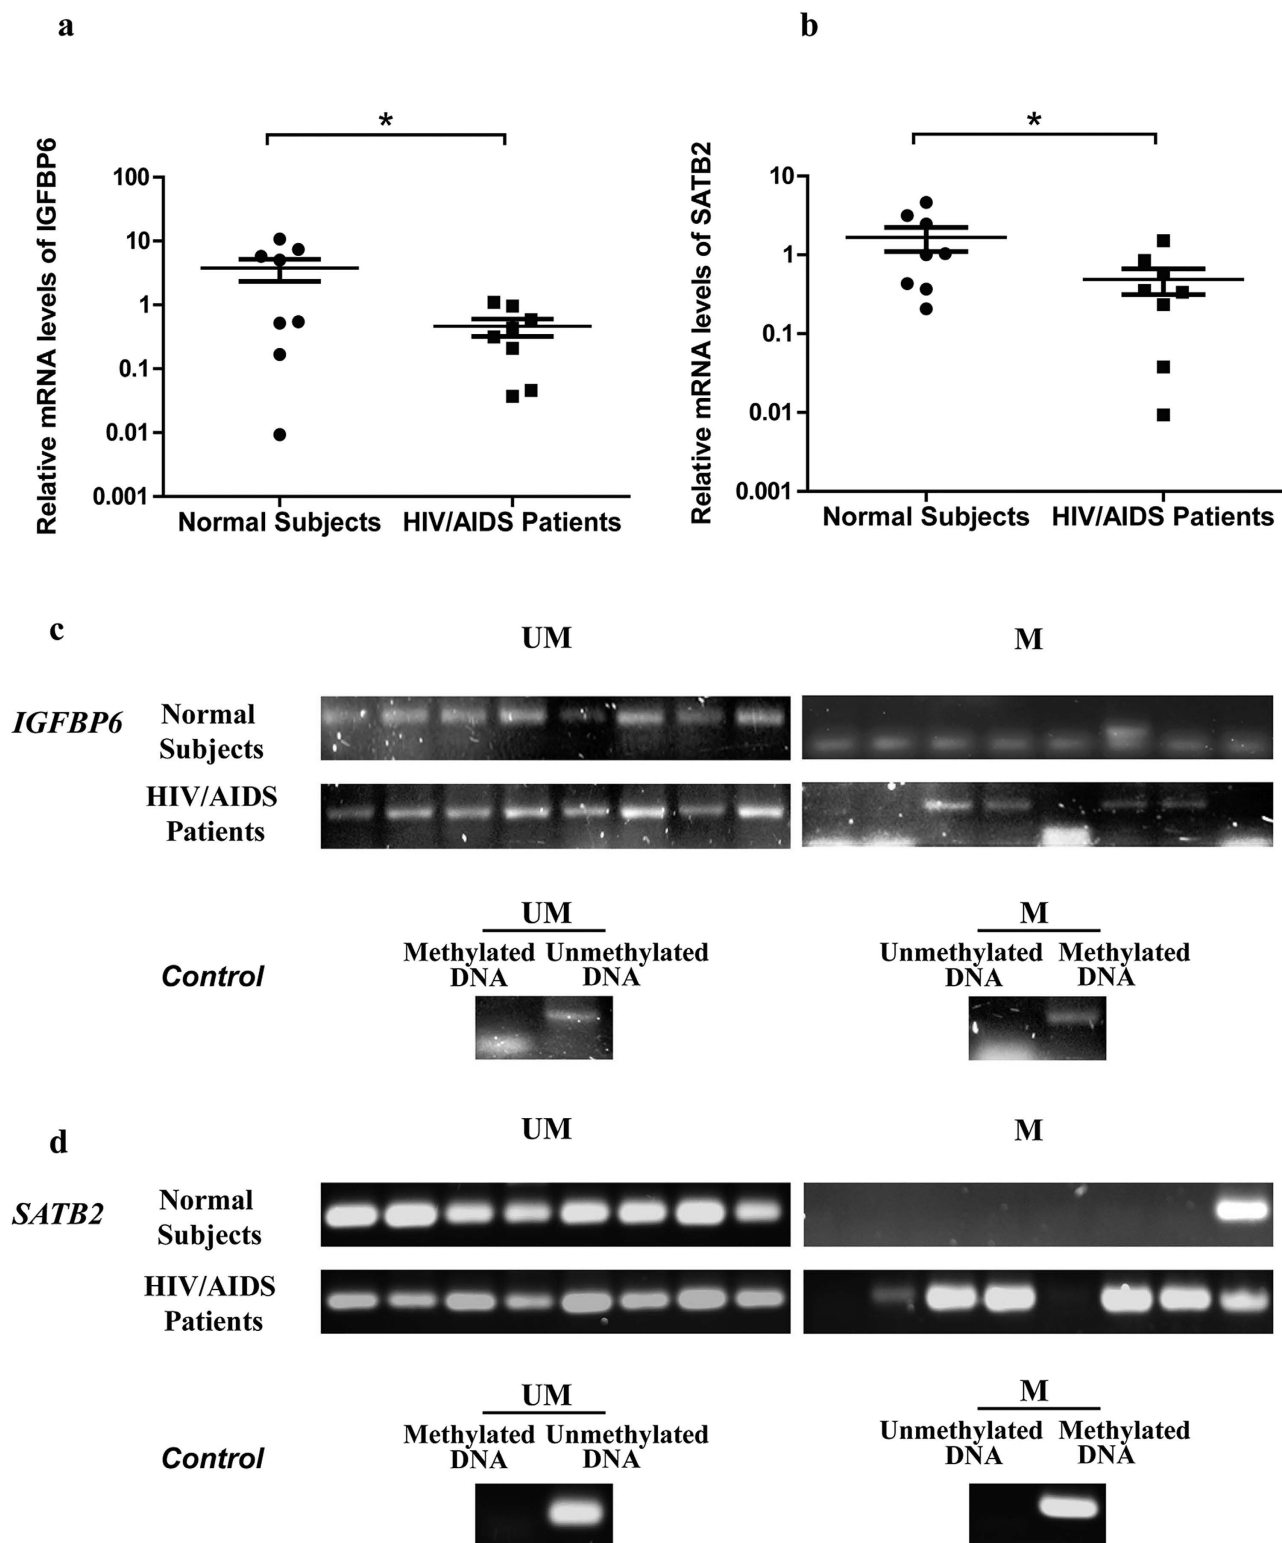 a
b
*
*
Relative mRNA levels of IGFBP6
100
10
1
0.1
0.01
0.001
Normal Subjects
HIV/AIDS Patients
Relative mRNA levels of SATB2
10
1
0.1
0.01
0.001
Normal Subjects
HIV/AIDS Patients
c
UM
M
IGFBP6
Normal
Subjects
HIV/AIDS
Patients
UM
M
Methylated
DNA
Unmethylated
DNA
Unmethylated
DNA
Methylated
DNA
Control
d
UM
M
SATB2
Normal
Subjects
HIV/AIDS
Patients
UM
M
Methylated
DNA
Unmethylated
DNA
Unmethylated
DNA
Methylated
DNA
Control